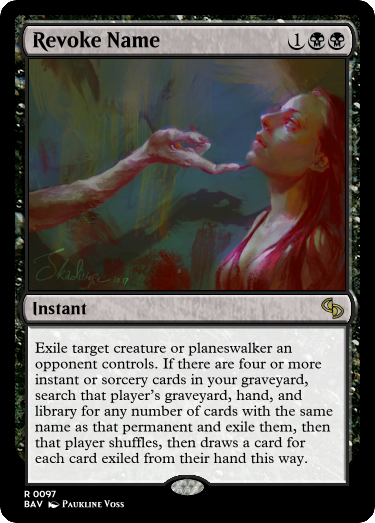 Revoke Name 1
Instant
Exile target creature or planeswalker an
opponent controls. If there are four or more
instant or sorcery cards in your graveyard,
search that player's graveyard, hand, and
library for any number of cards with the same
name as that permanent and exile them, then
that player shuffles, then draws a card for
each card exiled from their hand this way.
R 0097
BAV Paukline Voss